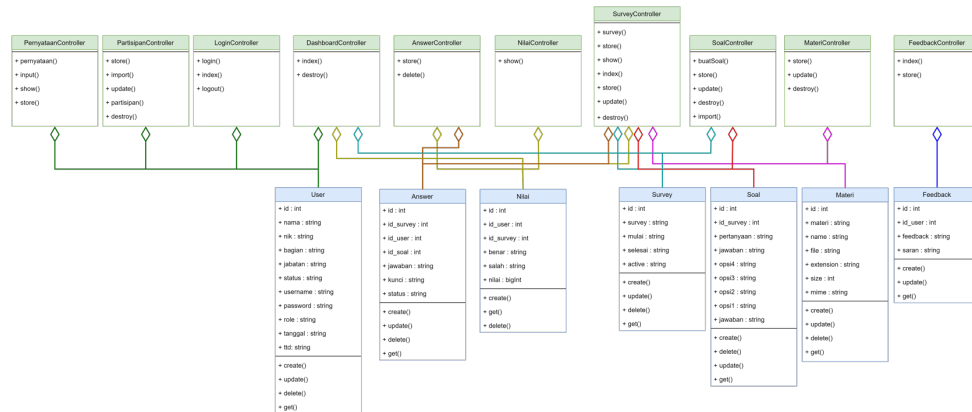 PernyataanController
+ pernyataan()
+ input()
+ show()
+ store()
PartisipanController
+ store()
+ import()
+ update()
+ partisipan()
+ destroy()
LoginController
+ login()
+ index()
+ logout()
DashboardController
+ index()
+ destroy()
AnswerController
+ store()
+ delete()
NilaiController
+ show()
SurveyController
+ survey()
+ store()
+ show()
+ index()
+ store()
+ update()
+ destroy()
SoalController
+ buatSoal()
+ store()
+ update()
+ destroy()
+ import()
MateriController
+ store()
+ update()
+ destroy()
FeedbackController
+ index()
+ store()
User
+ id : int
+ nama : string
+ nik : string
+ bagian : string
+ jabatan : string
+ status : string
+ username : string
+ password : string
+ role : string
+ tanggal : string
+ ttd: string
+ create()
+ update()
+ delete()
+ get()
Answer
+ id : int
+ id_survey : int
+ id_user : int
+ id_soal : int
+ jawaban : string
+ kunci : string
+ status : string
+ create()
+ update()
+ delete()
+ get()
Nilai
+ id : int
+ id_user : int
+ id_survey : int
+ benar : string
+ salah : string
+ nilai : bigInt
+ create()
+ get()
+ delete()
Survey
+ id : int
+ survey : string
+ mulai : string
+ selesai : string
+ active : string
+ create()
+ update()
+ delete()
+ get()
Soal
+ id : int
+ id_survey : int
+ pertanyaan : string
+ jawaban : string
+ opsi4 : string
+ opsi3 : string
+ opsi2 : string
+ opsi1 : string
+ jawaban : string
+ create()
+ delete()
+ update()
+ get()
Materi
+ id : int
+ materi : string
+ name : string
+ file : string
+ extension : string
+ size : int
+ mime : string
+ create()
+ update()
+ delete()
+ get()
Feedback
+ id : int
+ id_user : int
+ feedback : string
+ saran : string
+ create()
+ update()
+ get()